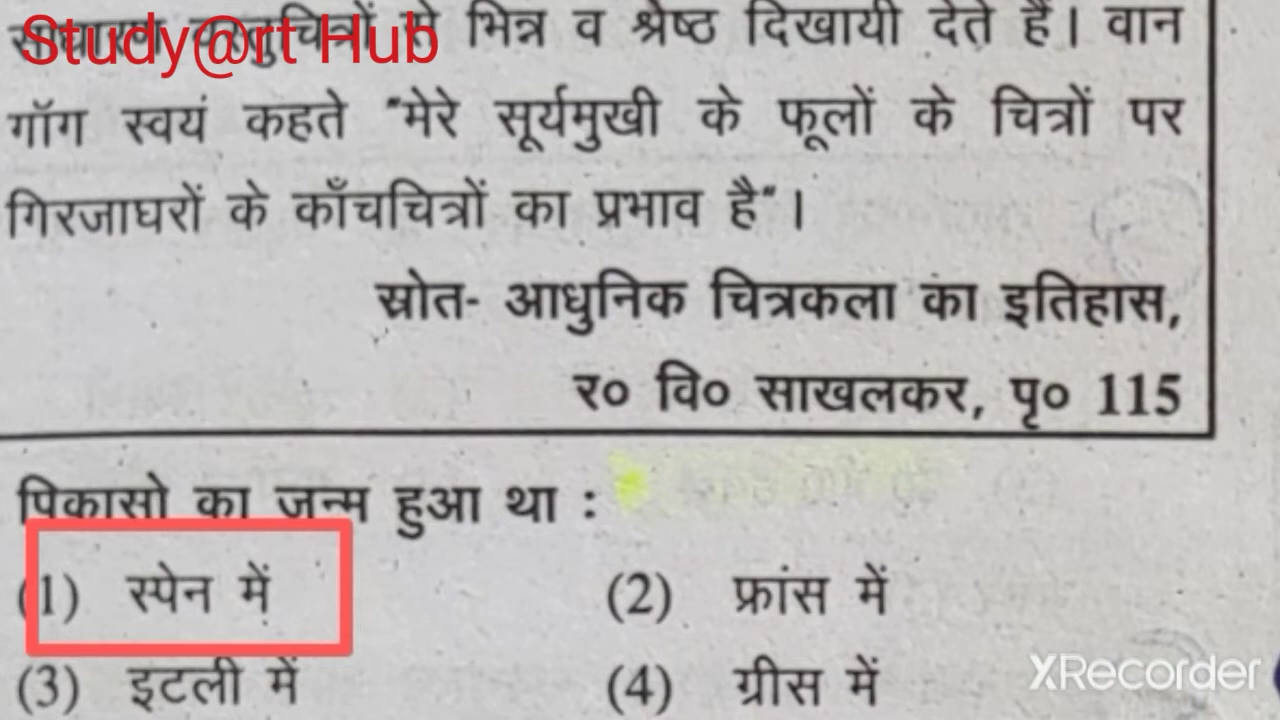 Study@rt Hub
भिन्न व श्रेष्ठ दिखायी देते हैं। वान
गॉग स्वयं कहते "मेरे सूर्यमुखी के फूलों के चित्रों पर
गिरजाघरों के काँचचित्रों का प्रभाव है"।
स्रोत- आधुनिक चित्रकला का इतिहास,
र० वि० साखलकर, पृ० 115
पिकासो का जन्म हुआ था :
(1) स्पेन में (2) फ्रांस में
(3) इटली में (4) ग्रीस में
XRecorder